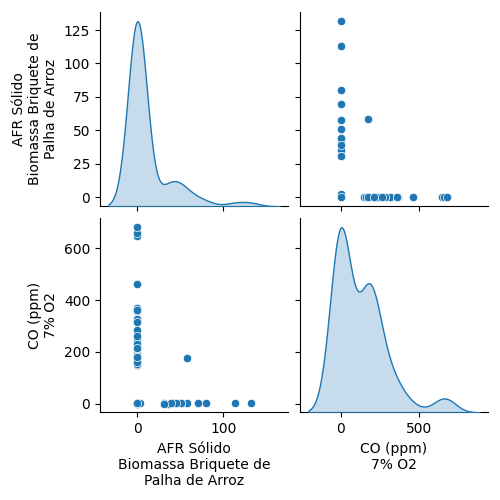 AFR Sólido
Biomassa Briquete de
Palha de Arroz
125
100
75
50
25
0
CO (ppm)
7% O2
600
400
200
0
0 100
AFR Sólido
Biomassa Briquete de
Palha de Arroz
0 500
CO (ppm)
7% O2